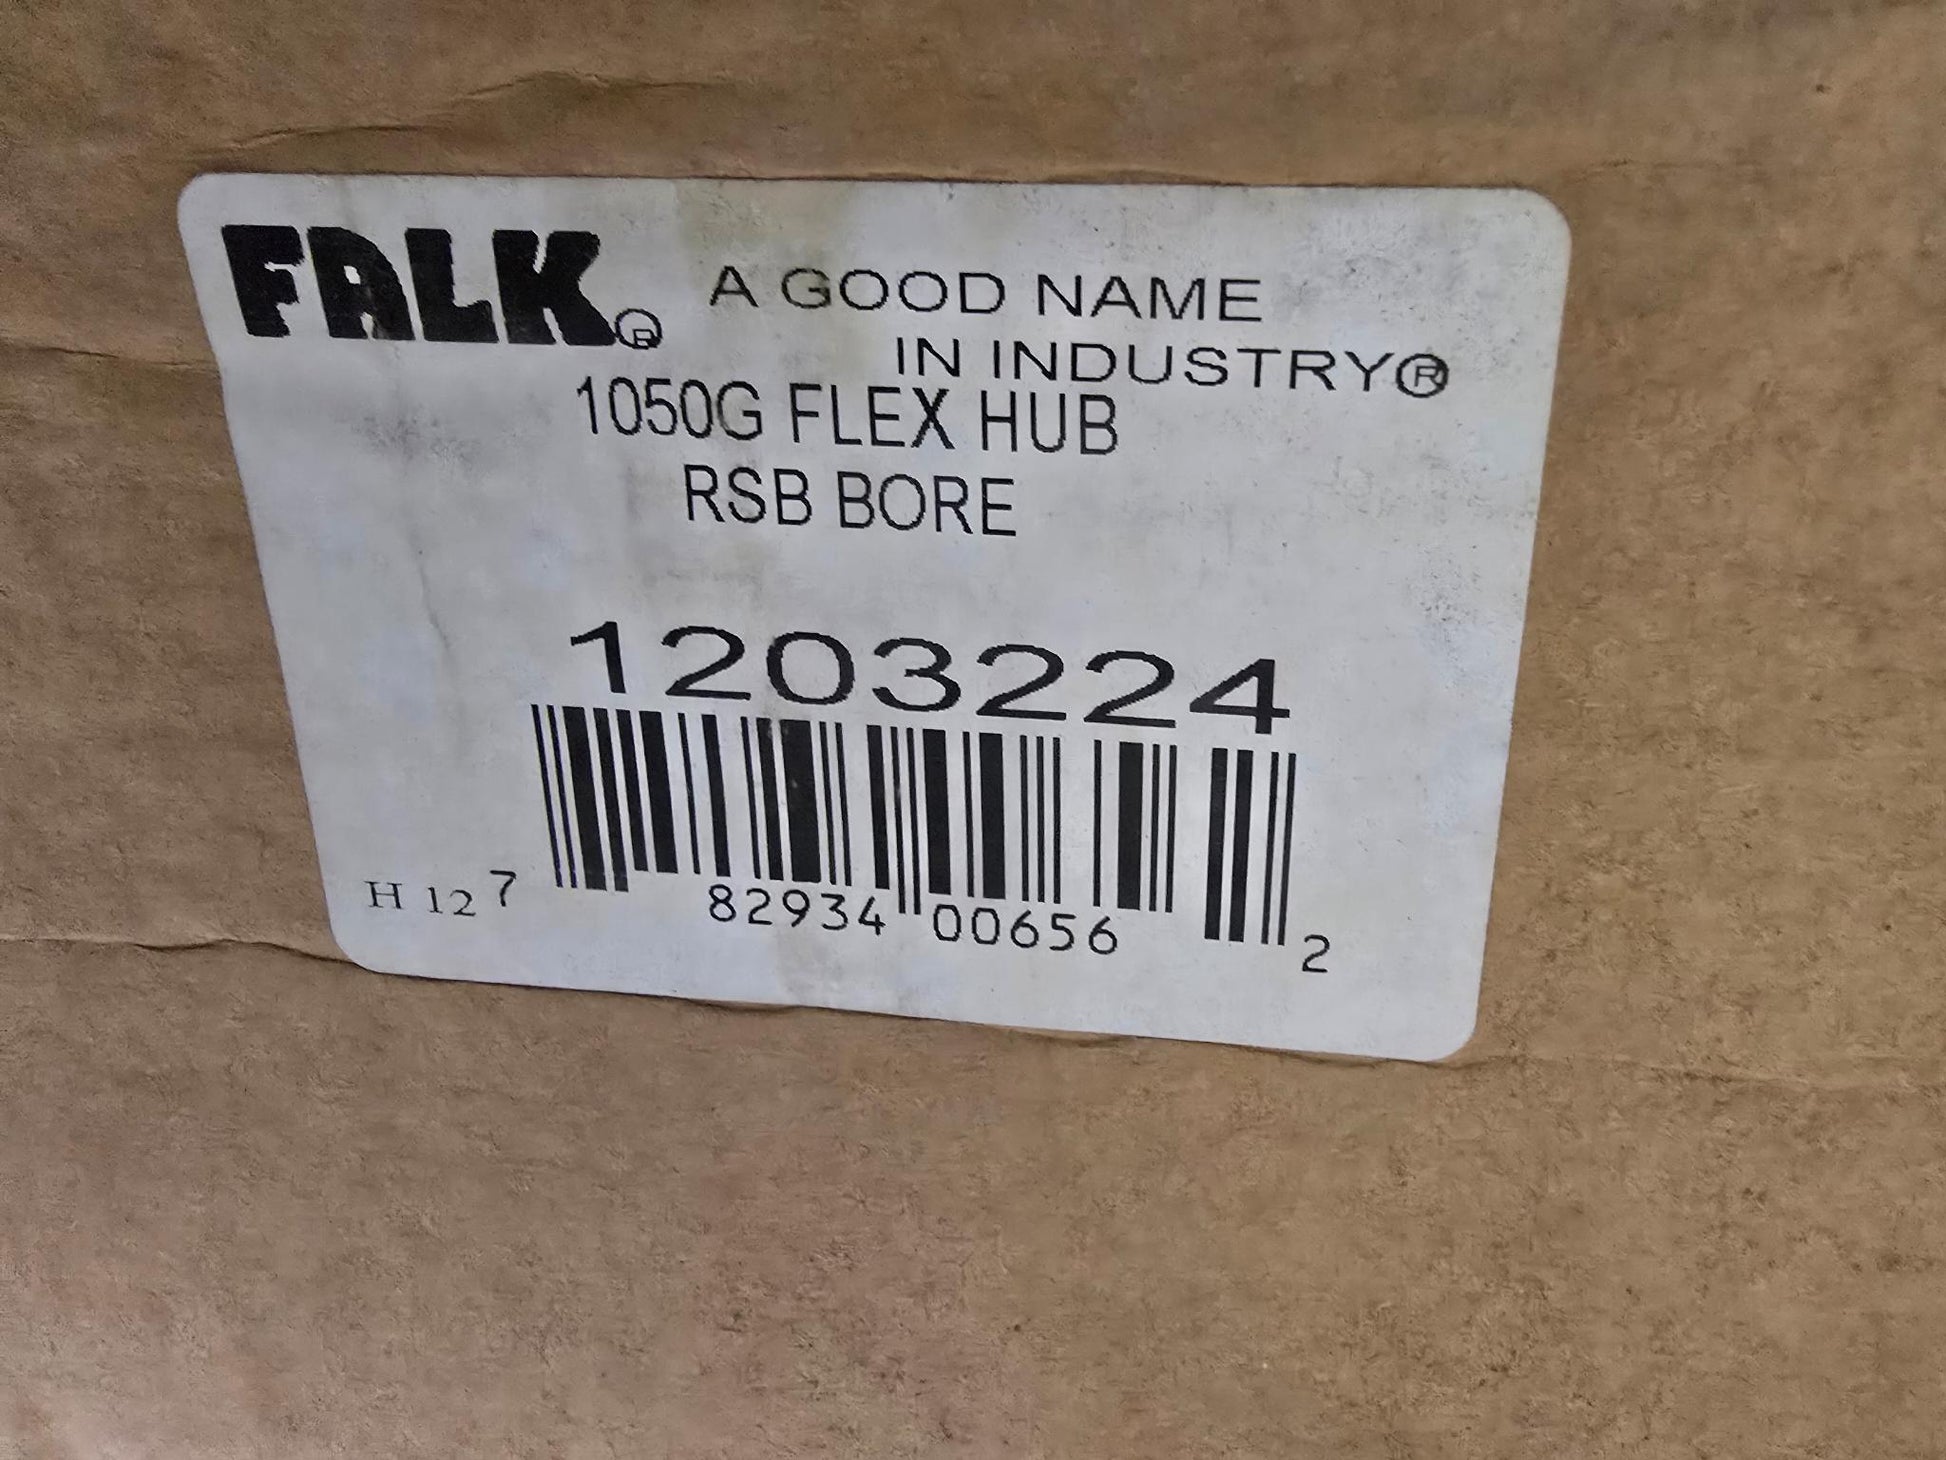 FALK® A GOOD NAME
IN INDUSTRY®
1050G FLEX HUB
RSB BORE
1203224
H 12 7 82934 00656 2